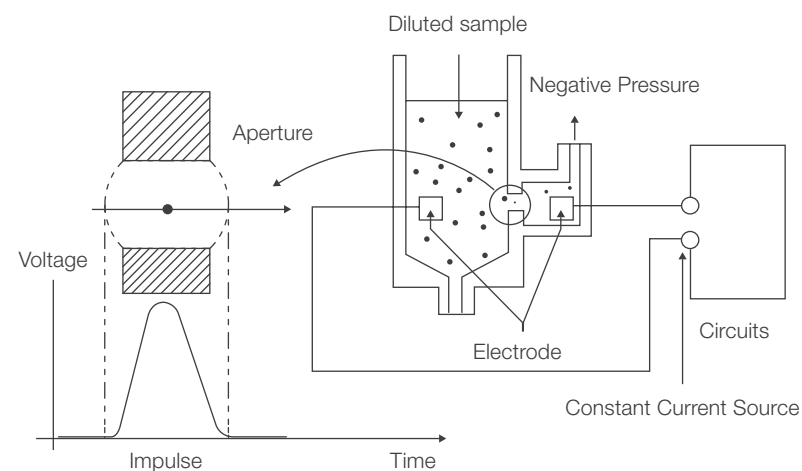 Diluted sample
Negative Pressure
Aperture
Voltage
Circuits
Electrode
Constant Current Source
Impulse
Time